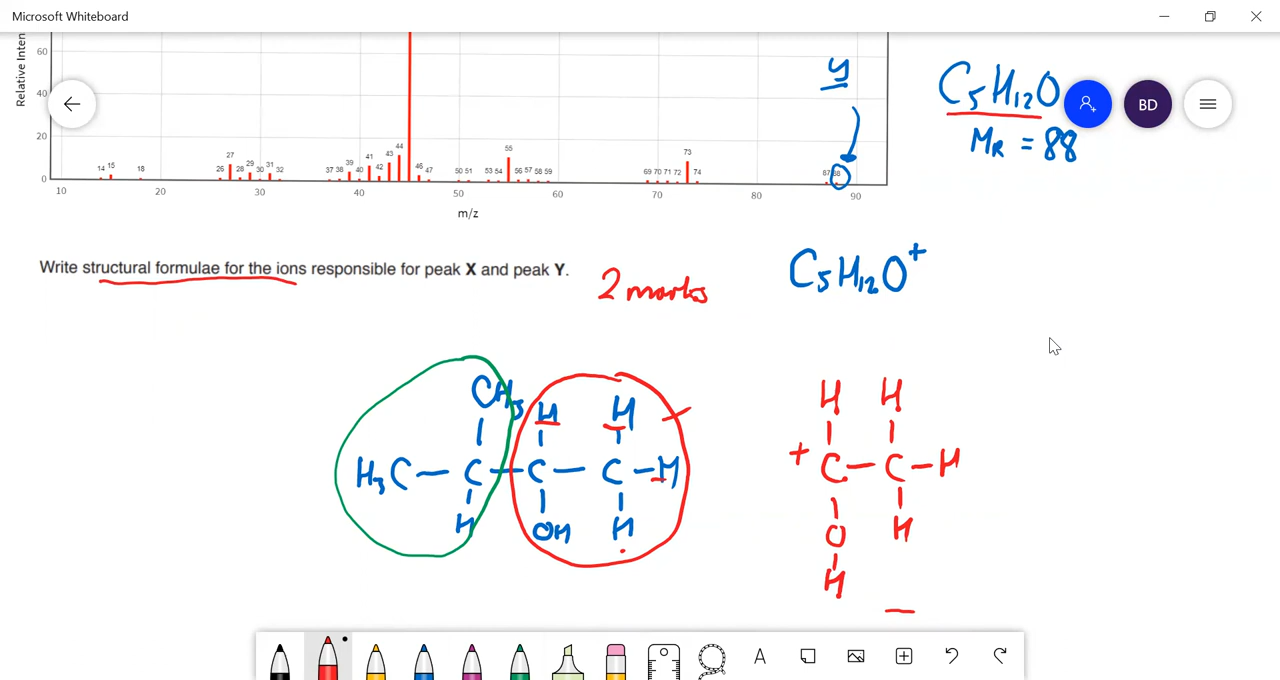 Microsoft Whiteboard
Relative Inten
60
40
20
0
14 15 18 26 27 28 29 30 31 32 37 38 39 40 41 42 43 44 46 47 50 51 53 54 55 56 57 58 59 69 70 71 72 73 74 87 88
10 20 30 40 50 60 70 80 90
m/z
y
C5H12O
MR = 88
BD
Write structural formulae for the ions responsible for peak X and peak Y.
2 marks
C5H12O+
CH3 H H
H3C — C — C — C — H
H OH H
H H
+ C — C — H
O H
H
A